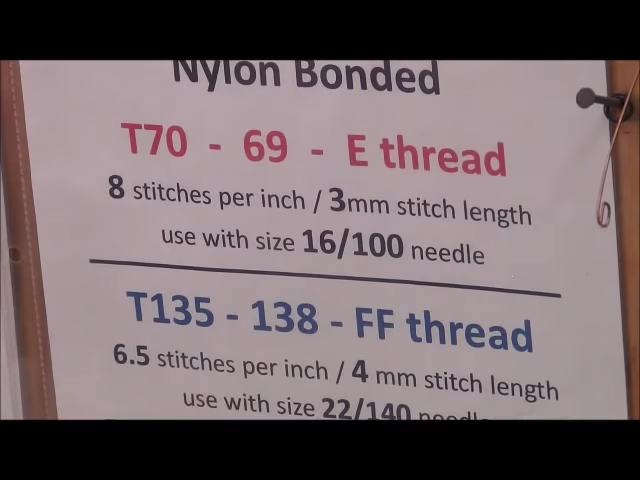 Nylon Bonded
T70 - 69 - E thread
8 stitches per inch / 3mm stitch length
use with size 16/100 needle
T135 - 138 - FF thread
6.5 stitches per inch / 4 mm stitch length
use with size 22/140 needle